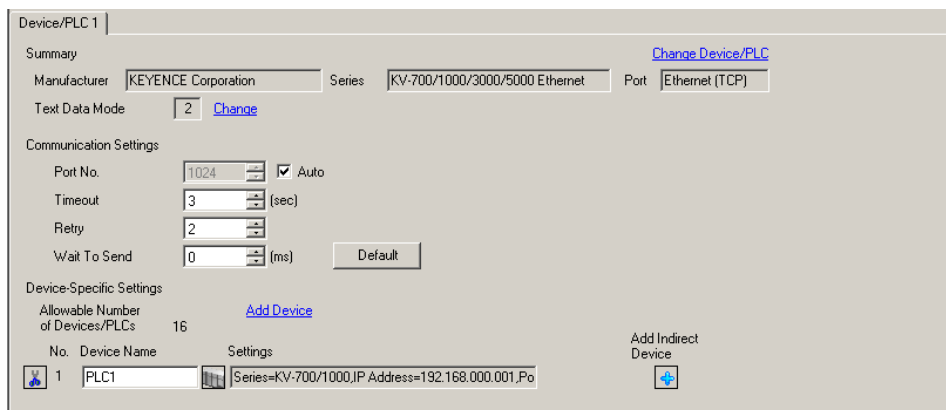 Device/PLC 1
Summary Change Device/PLC
Manufacturer KEYENCE Corporation Series KV-700/1000/3000/5000 Ethernet Port Ethernet (TCP)
Text Data Mode 2 Change
Communication Settings
Port No. 1024 Auto
Timeout 3 (sec)
Retry 2
Wait To Send 0 (ms) Default
Device-Specific Settings
Allowable Number
of Devices/PLCs 16 Add Device
Add Indirect
Device
No. Device Name Settings
1 PLC1 Series=KV-700/1000,IP Address=192.168.000.001,Po